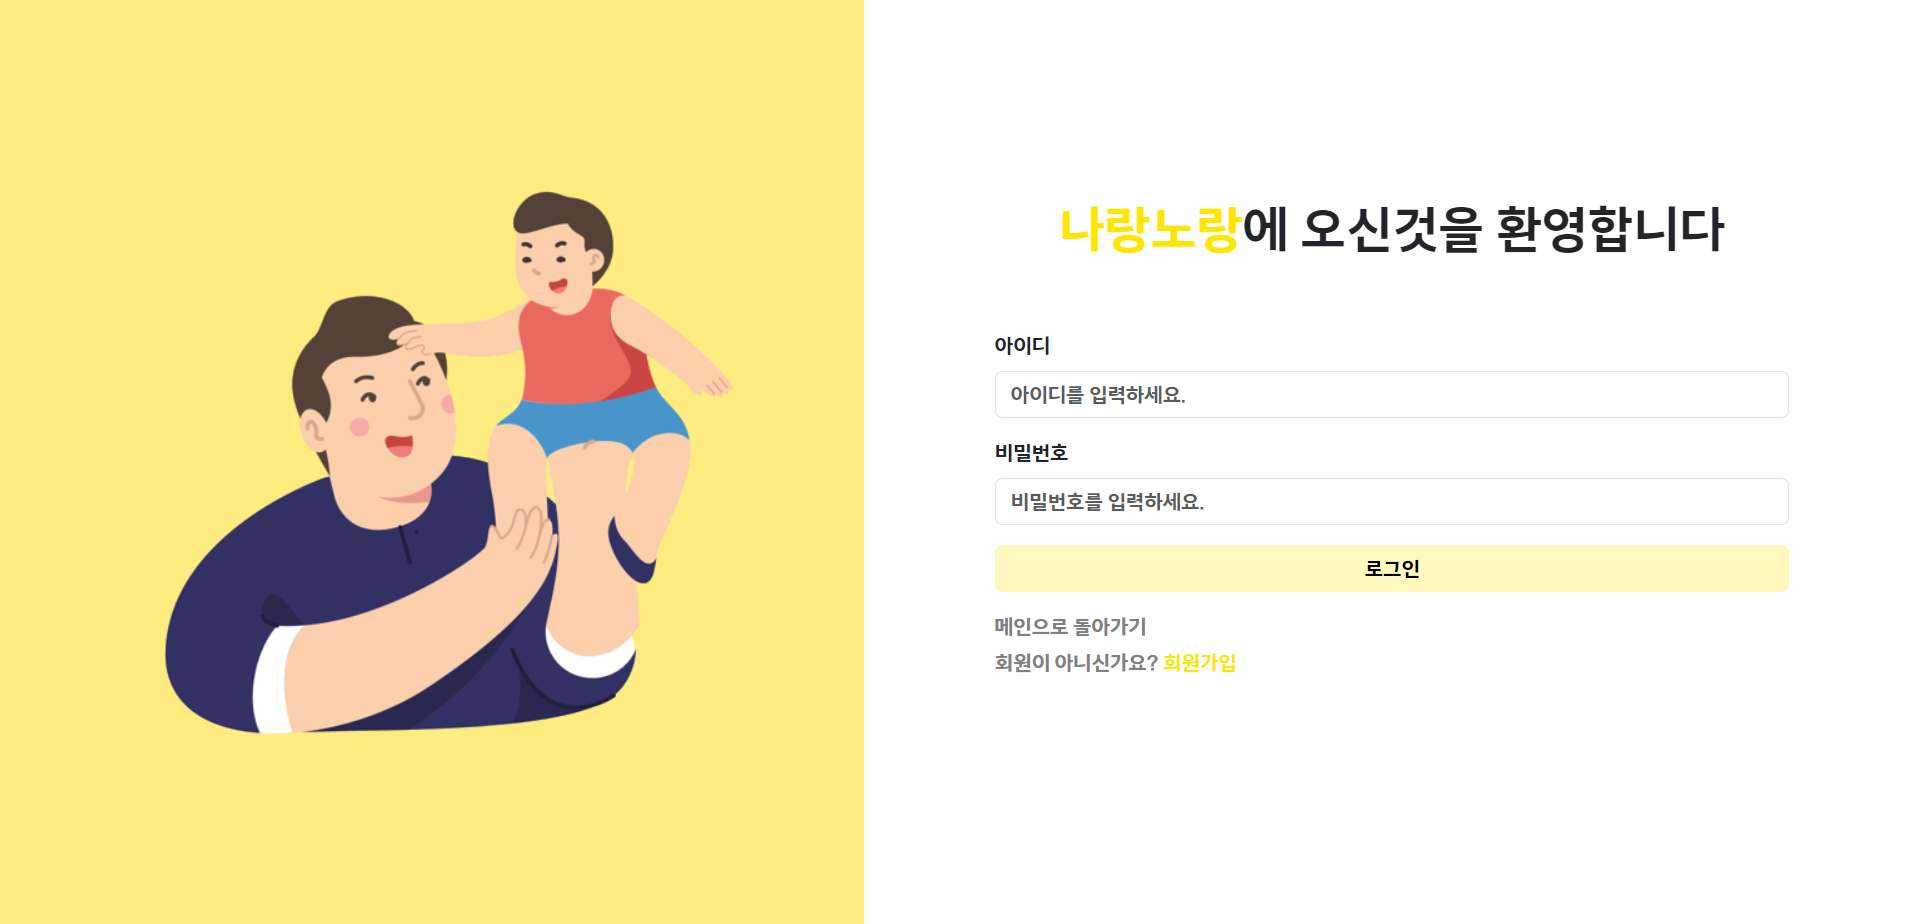 나랑노랑에 오신것을 환영합니다
아이디
아이디를 입력하세요.
비밀번호
비밀번호를 입력하세요.
로그인
메인으로 돌아가기
회원이 아니신가요? 회원가입